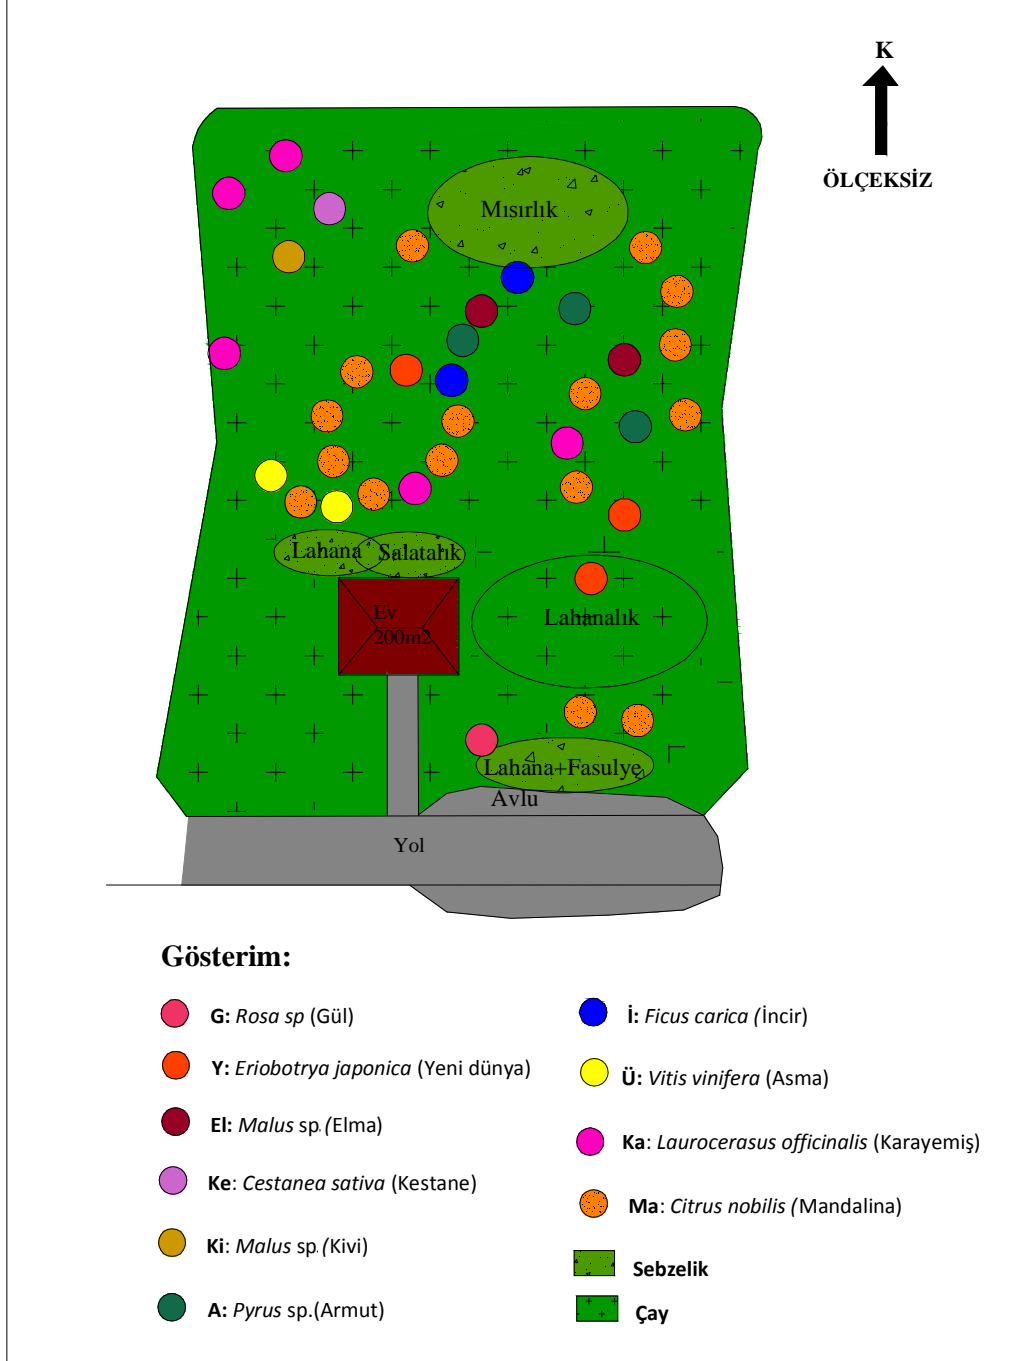 K
ÖLÇEKSİZ
Mısırlık
Lahana
Salatalık
Ev
200m2
Lahanalık
Lahana+Fasulye
Avlu
Yol
Gösterim:
G: Rosa sp (Gül)
Y: Eriobotrya japonica (Yeni dünya)
El: Malus sp.(Elma)
Ke: Cestanea sativa (Kestane)
Ki: Malus sp.(Kivi)
A: Pyrus sp.(Armut)
İ: Ficus carica (İncir)
Ü: Vitis vinifera (Asma)
Ka: Laurocerasus officinalis (Karayemiş)
Ma: Citrus nobilis (Mandalina)
Sebzelik
Çay